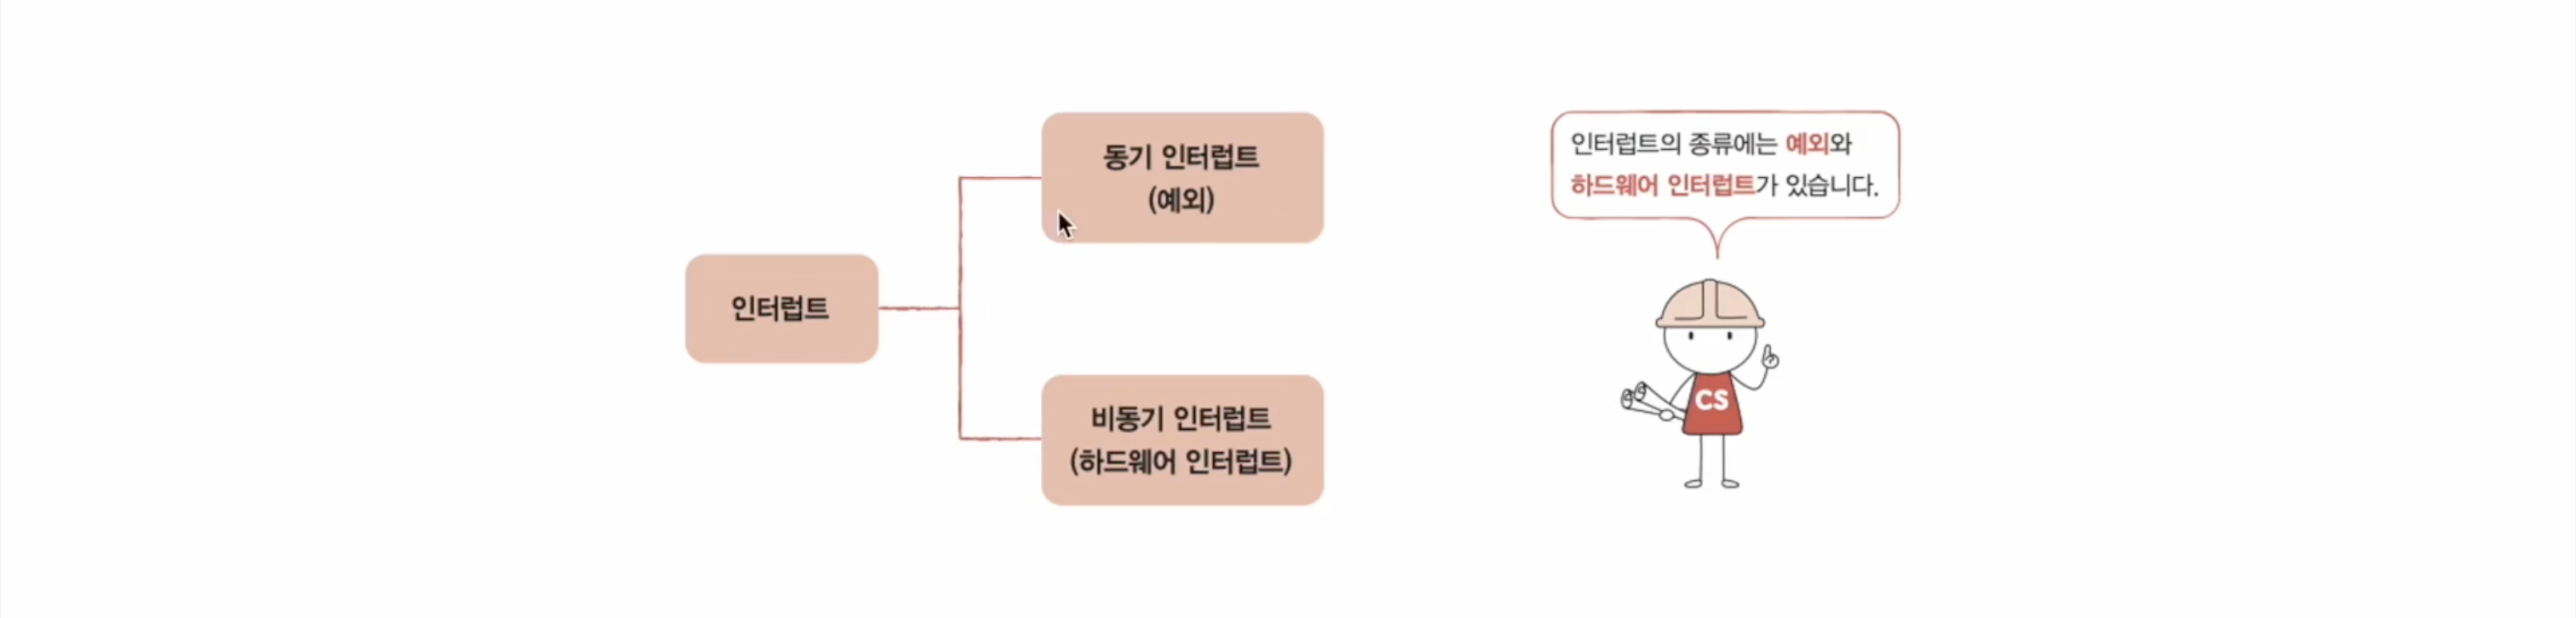 인터럽트
동기 인터럽트
(예외)
비동기 인터럽트
(하드웨어 인터럽트)
인터럽트의 종류에는 예외와
하드웨어 인터럽트가 있습니다.
CS